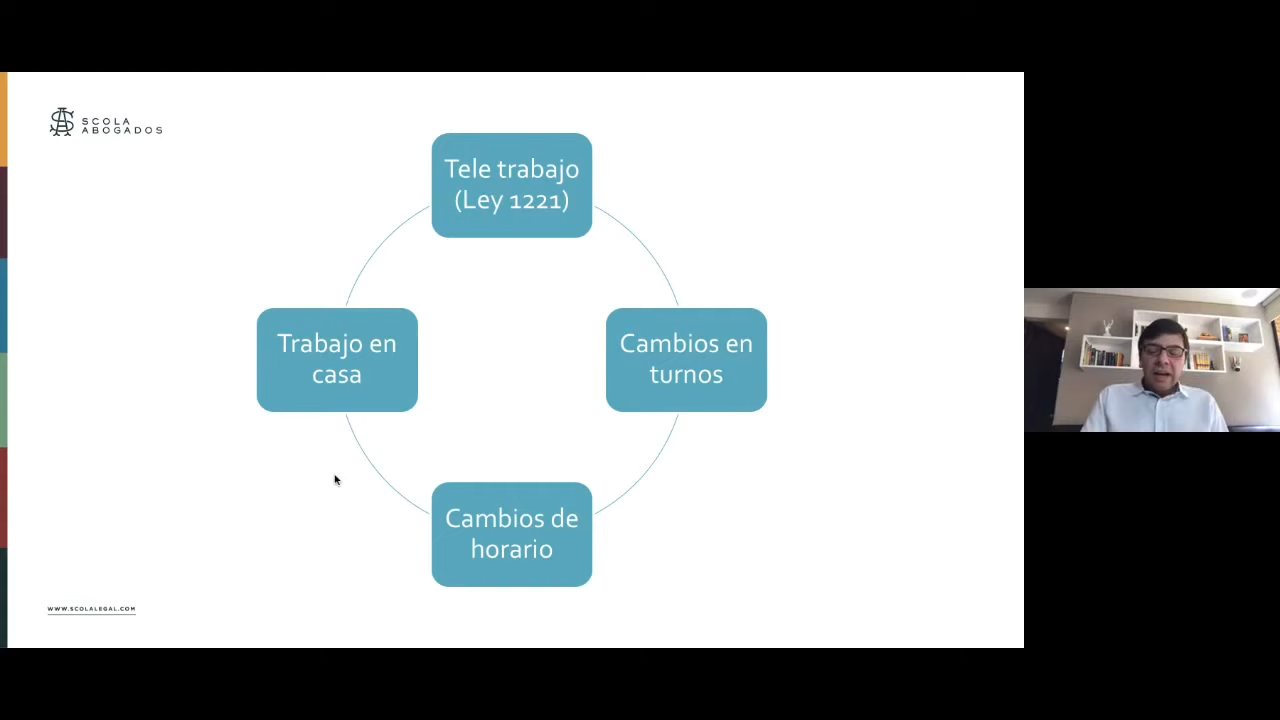 SCOLA
ABOGADOS
Tele trabajo
(Ley 1221)
Trabajo en
casa
Cambios en
turnos
Cambios de
horario
WWW.SCOLALEGAL.COM